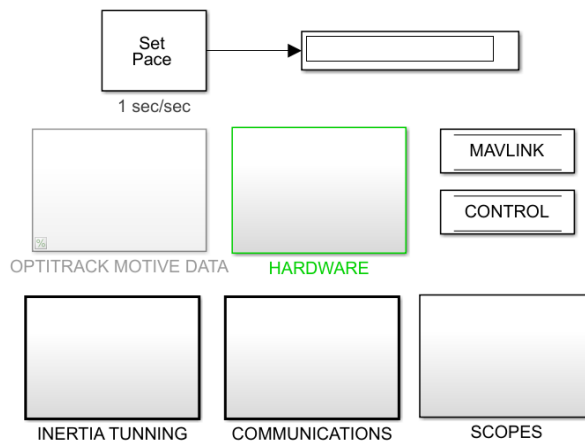 Set
Pace
1 sec/sec
MAVLINK
CONTROL
OPTITRACK MOTIVE DATA
HARDWARE
INERTIA TUNNING
COMMUNICATIONS
SCOPES